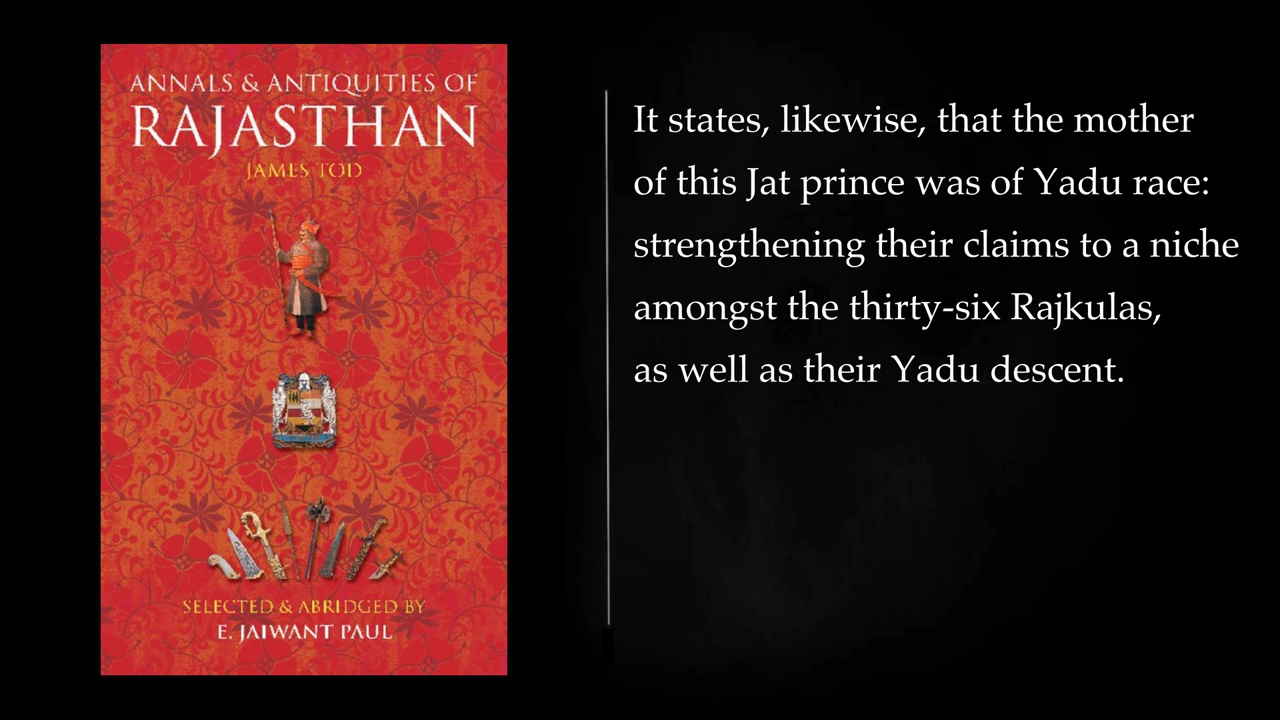 ANNALS & ANTIQUITIES OF
RAJASTHAN
JAMES TOD
SELECTED & ABRIDGED BY
E. JAIWANT PAUL
It states, likewise, that the mother
of this Jat prince was of Yadu race:
strengthening their claims to a niche
amongst the thirty-six Rajkulas,
as well as their Yadu descent.